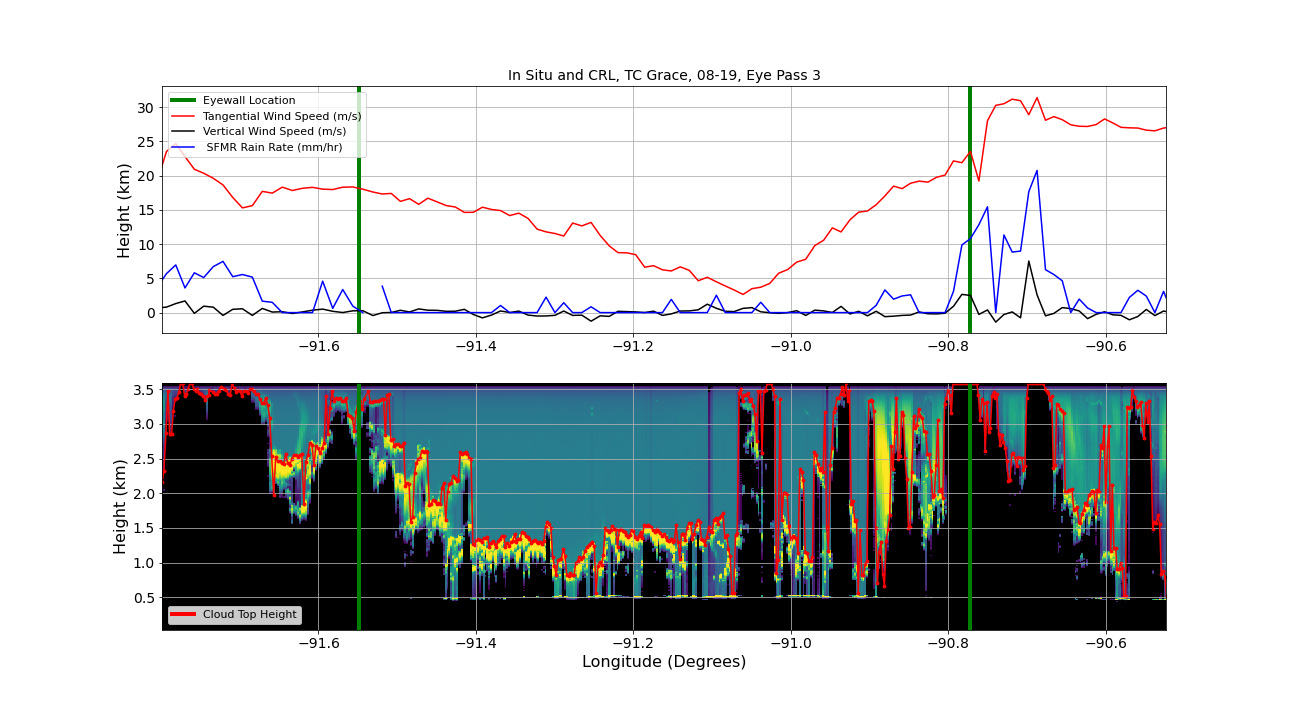 In Situ and CRL, TC Grace, 08-19, Eye Pass 3
Height (km)
30
25
20
15
10
5
0
Eyewall Location
Tangential Wind Speed (m/s)
Vertical Wind Speed (m/s)
SFMR Rain Rate (mm/hr)
−91.6 −91.4 −91.2 −91.0 −90.8 −90.6
Height (km)
3.5
3.0
2.5
2.0
1.5
1.0
0.5
Cloud Top Height
−91.6 −91.4 −91.2 −91.0 −90.8 −90.6
Longitude (Degrees)